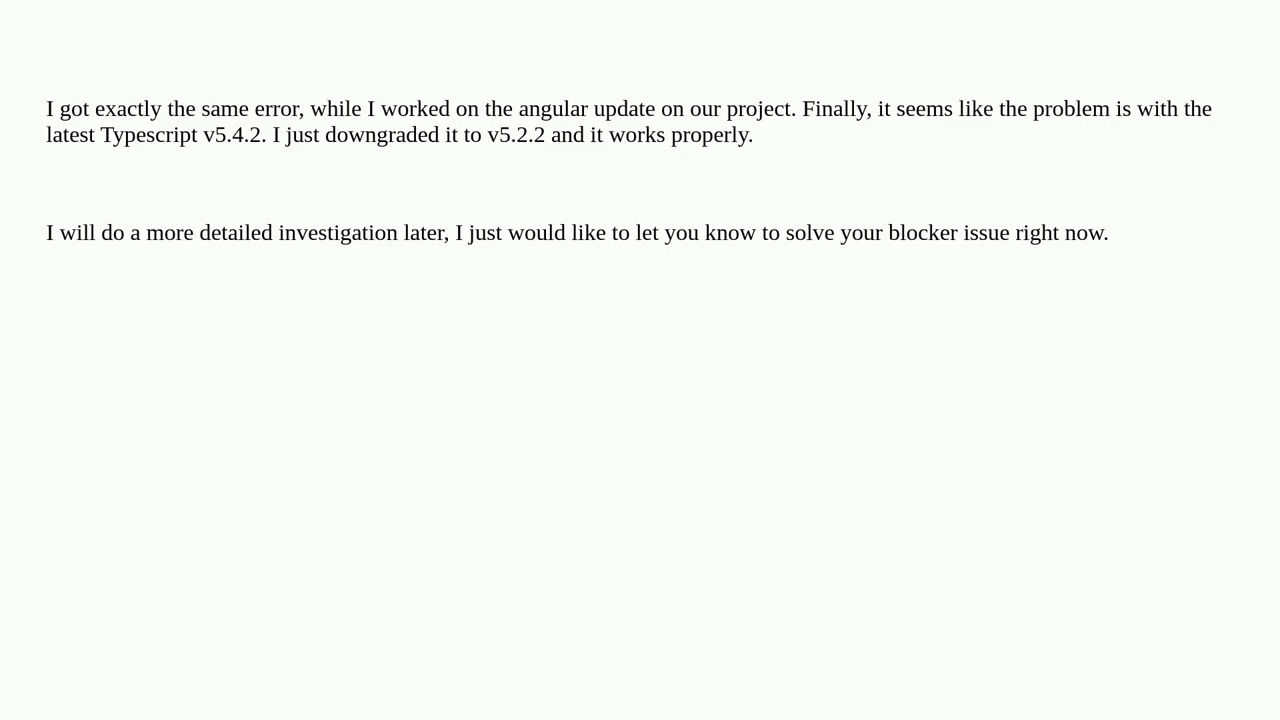 I got exactly the same error, while I worked on the angular update on our project. Finally, it seems like the problem is with the
latest Typescript v5.4.2. I just downgraded it to v5.2.2 and it works properly.
I will do a more detailed investigation later, I just would like to let you know to solve your blocker issue right now.